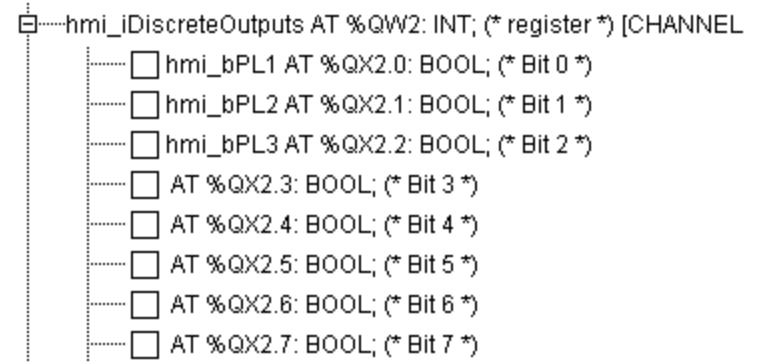 hmi_iDiscreteOutputs AT %QW2: INT; (* register *) [CHANNEL
hmi_bPL1 AT %QX2.0: BOOL; (* Bit 0 *)
hmi_bPL2 AT %QX2.1: BOOL; (* Bit 1 *)
hmi_bPL3 AT %QX2.2: BOOL; (* Bit 2 *)
AT %QX2.3: BOOL; (* Bit 3 *)
AT %QX2.4: BOOL; (* Bit 4 *)
AT %QX2.5: BOOL; (* Bit 5 *)
AT %QX2.6: BOOL; (* Bit 6 *)
AT %QX2.7: BOOL; (* Bit 7 *)